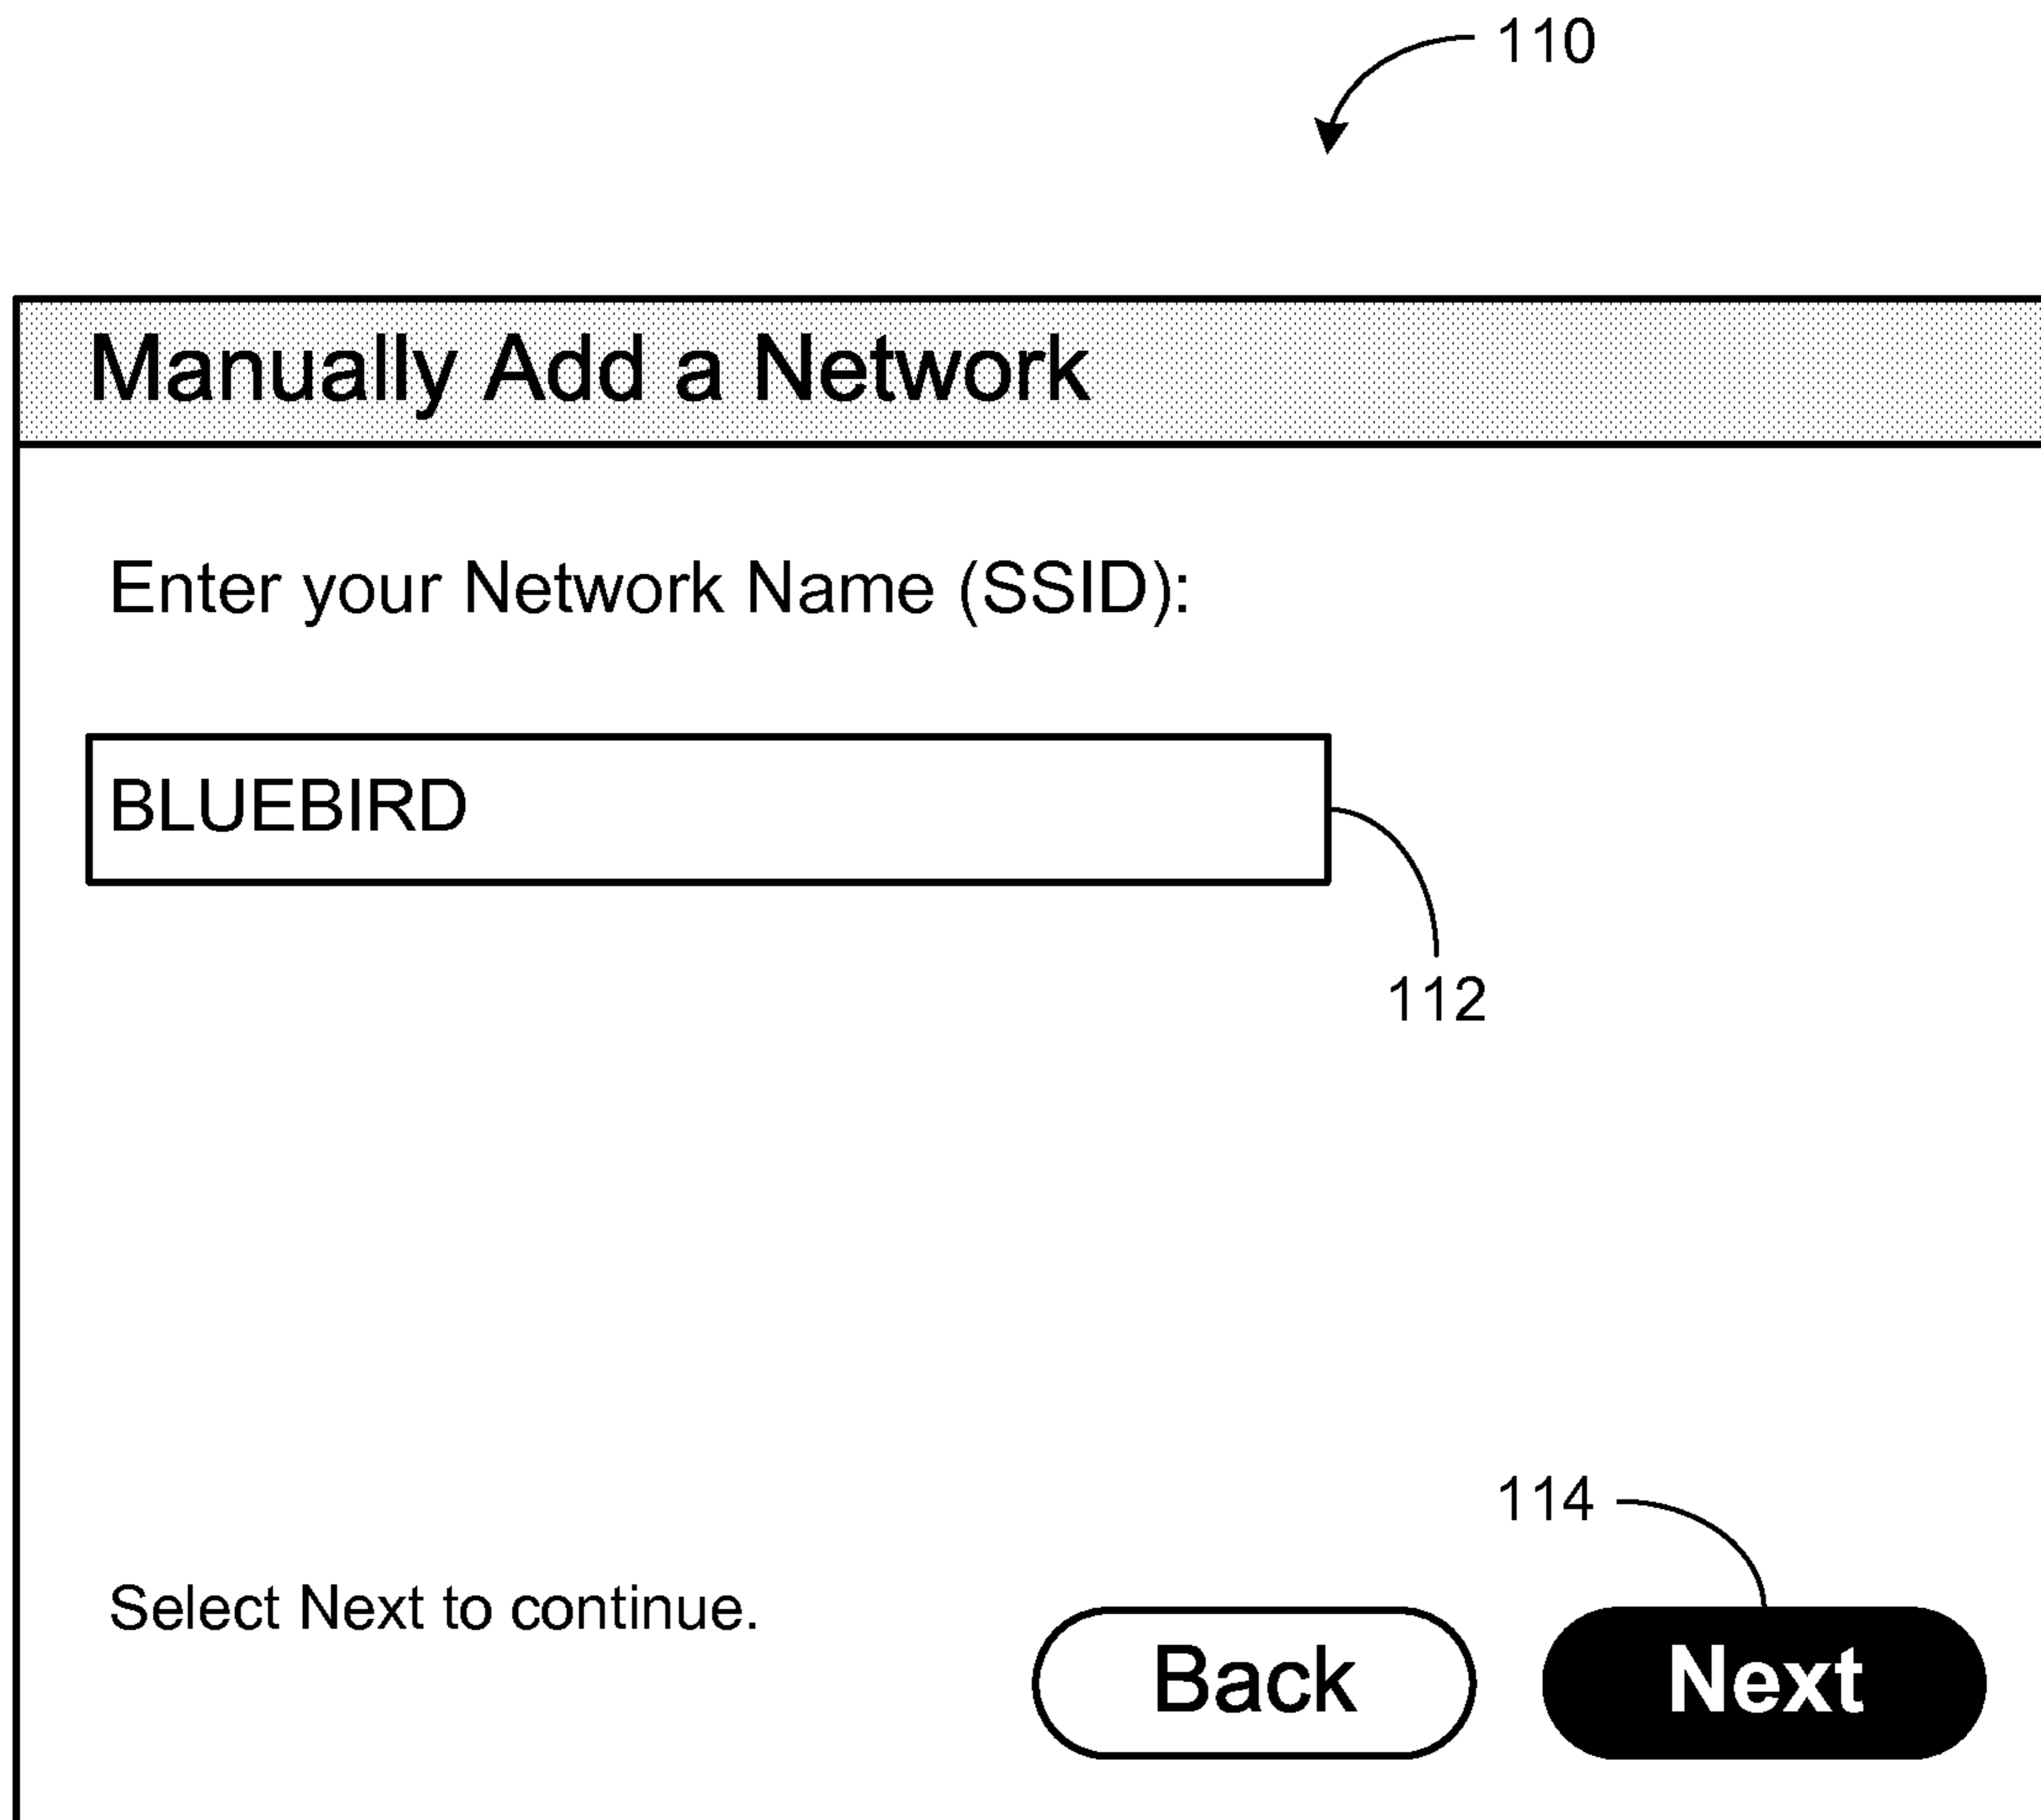 110
Manually Add a Network
Enter your Network Name (SSID):
BLUEBIRD
112
114
Select Next to continue.
Back
Next